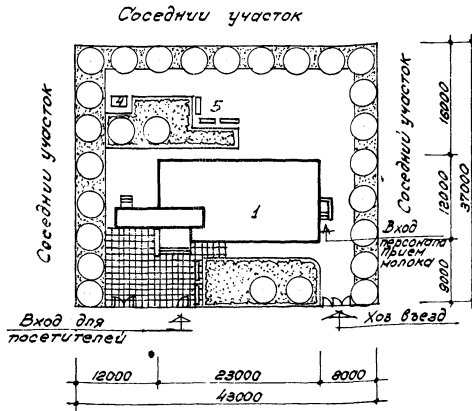 Соседний участок
Соседний участок
Соседний участок
4
5
1
Вход
персонала
прием
молока
Вход для
посетителей
Хоз въезд
16000
12000
9000
37000
12000
23000
8000
43000